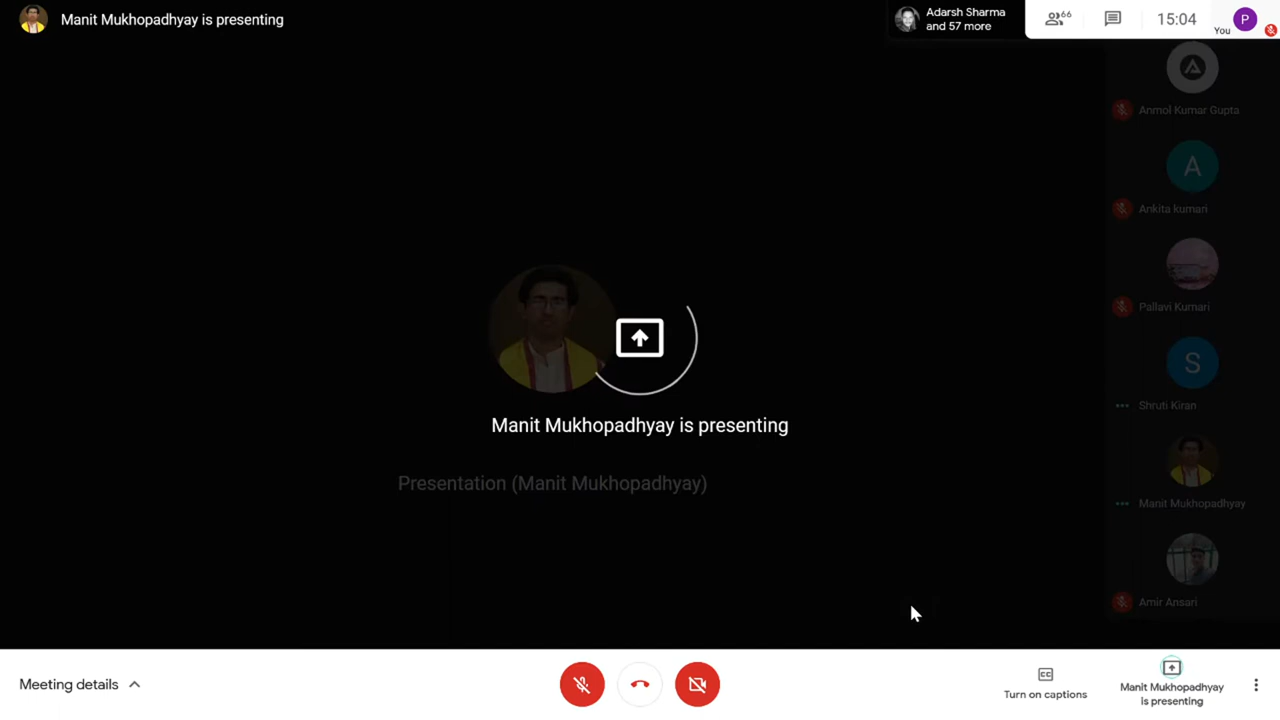 Manit Mukhopadhyay is presenting
Adarsh Sharma
and 57 more
66
15:04
You
P
Anmol Kumar Gupta
A
Ankita kumari
Pallavi Kumari
S
Shruti Kiran
Manit Mukhopadhyay
Amir Ansari
Manit Mukhopadhyay is presenting
Presentation (Manit Mukhopadhyay)
Meeting details
CC
Turn on captions
Manit Mukhopadhyay
is presenting